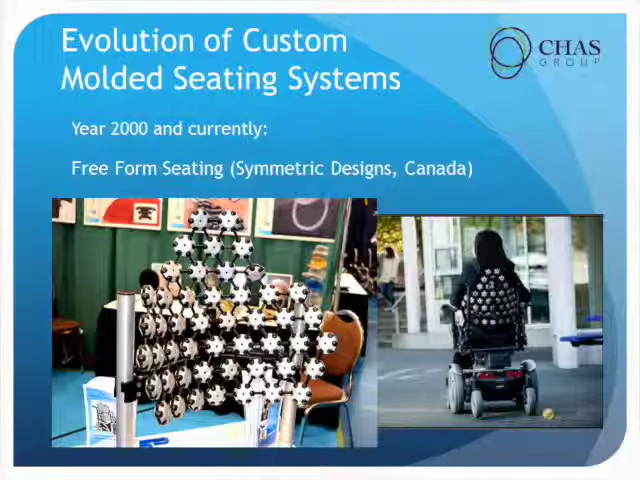 Evolution of Custom
Molded Seating Systems
CHAS
GROUP
Year 2000 and currently:
Free Form Seating (Symmetric Designs, Canada)